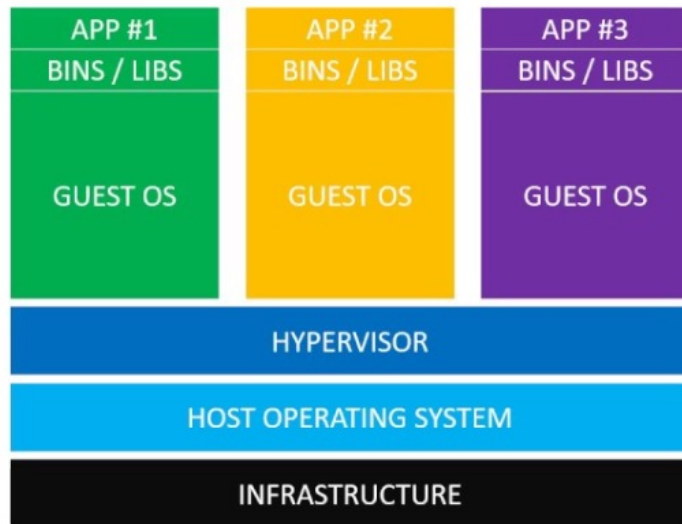 APP #1
BINS / LIBS
GUEST OS
APP #2
BINS / LIBS
GUEST OS
APP #3
BINS / LIBS
GUEST OS
HYPERVISOR
HOST OPERATING SYSTEM
INFRASTRUCTURE